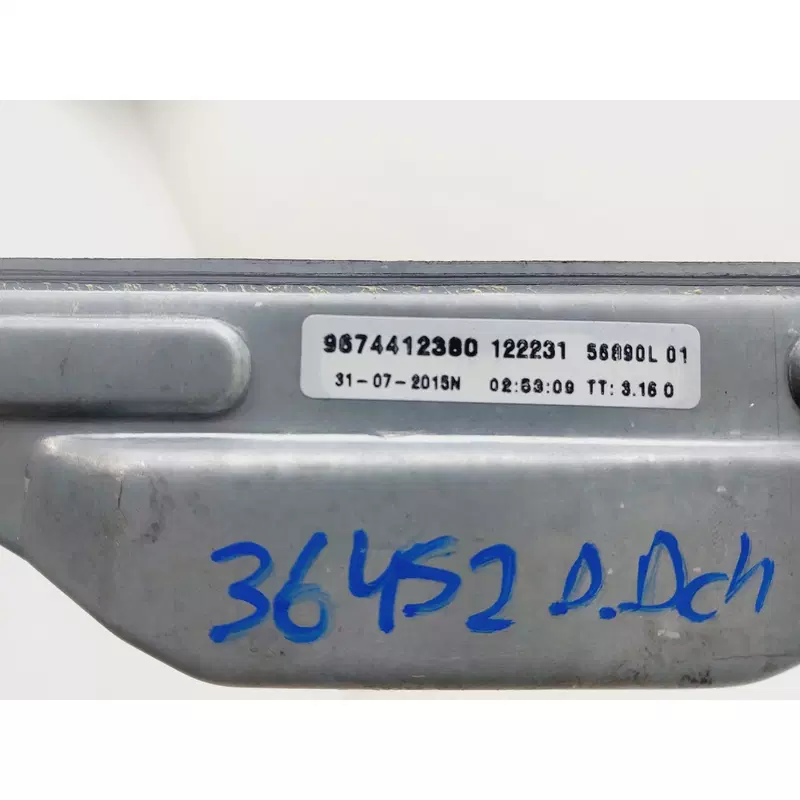 9674412380 122231 56890L 01
31-07-2015N 02:53:09 TT: 3.16 0
36452 D.Dch